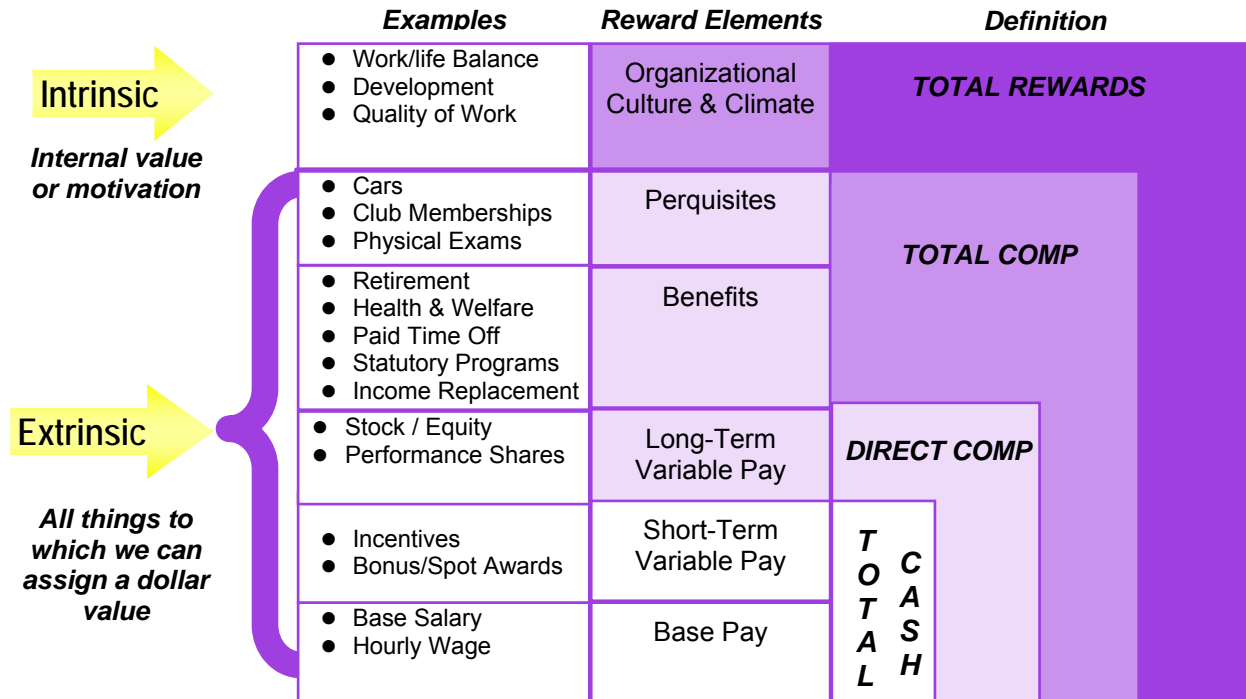 Examples
Reward Elements
Definition
Intrinsic
Internal value
or motivation
● Work/life Balance
● Development
● Quality of Work
Organizational
Culture & Climate
TOTAL REWARDS
● Cars
● Club Memberships
● Physical Exams
Perquisites
TOTAL COMP
● Retirement
● Health & Welfare
● Paid Time Off
● Statutory Programs
● Income Replacement
Benefits
Extrinsic
All things to
which we can
assign a dollar
value
● Stock / Equity
● Performance Shares
Long-Term
Variable Pay
DIRECT COMP
● Incentives
● Bonus/Spot Awards
Short-Term
Variable Pay
TOTAL
CASH
● Base Salary
● Hourly Wage
Base Pay